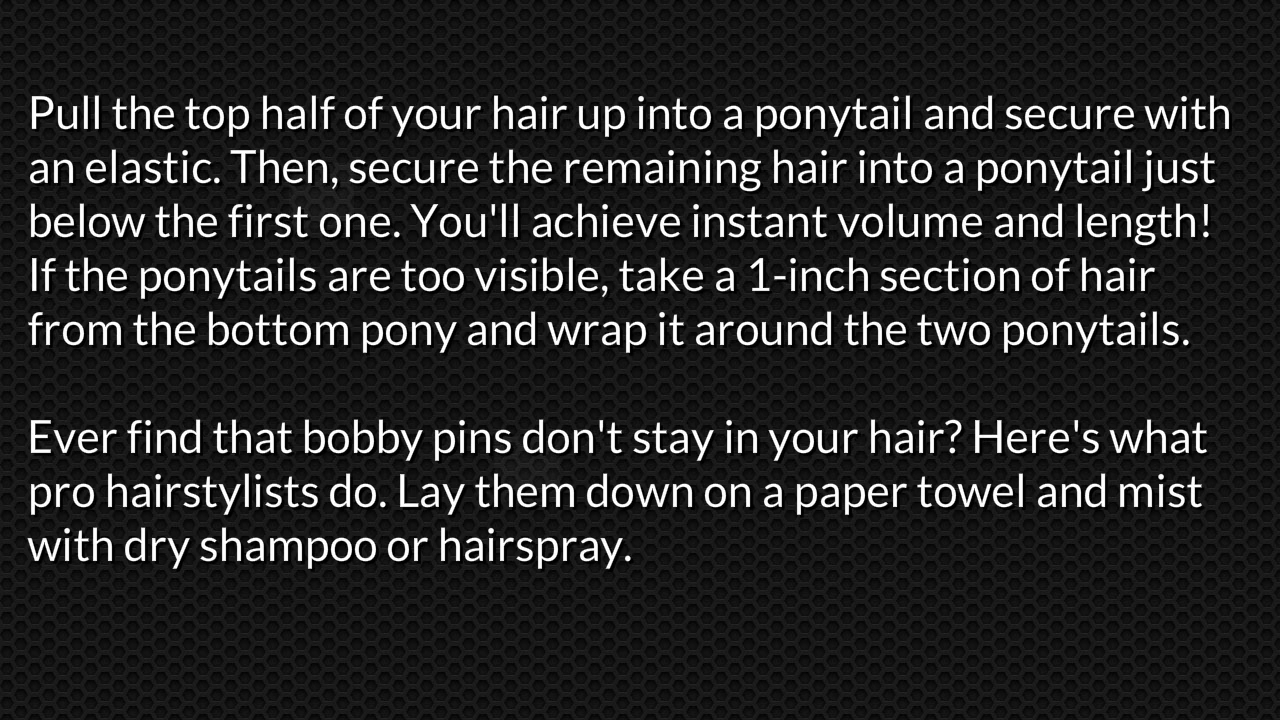 Pull the top half of your hair up into a ponytail and secure with
an elastic. Then, secure the remaining hair into a ponytail just
below the first one. You'll achieve instant volume and length!
If the ponytails are too visible, take a 1-inch section of hair
from the bottom pony and wrap it around the two ponytails.
Ever find that bobby pins don't stay in your hair? Here's what
pro hairstylists do. Lay them down on a paper towel and mist
with dry shampoo or hairspray.